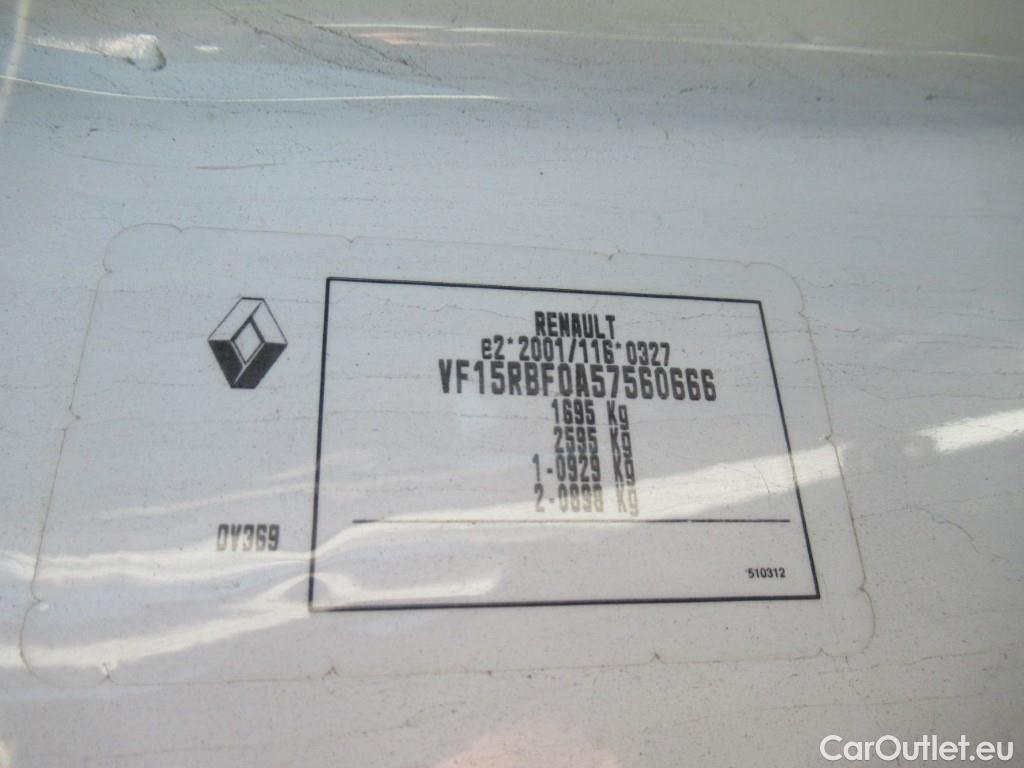 RENAULT
e2*2001/116*0327
VF15RBF0A57560666
1695 Kg
2595 Kg
1-0929 Kg
2-0898 Kg
DV369
510312
CarOutlet.eu